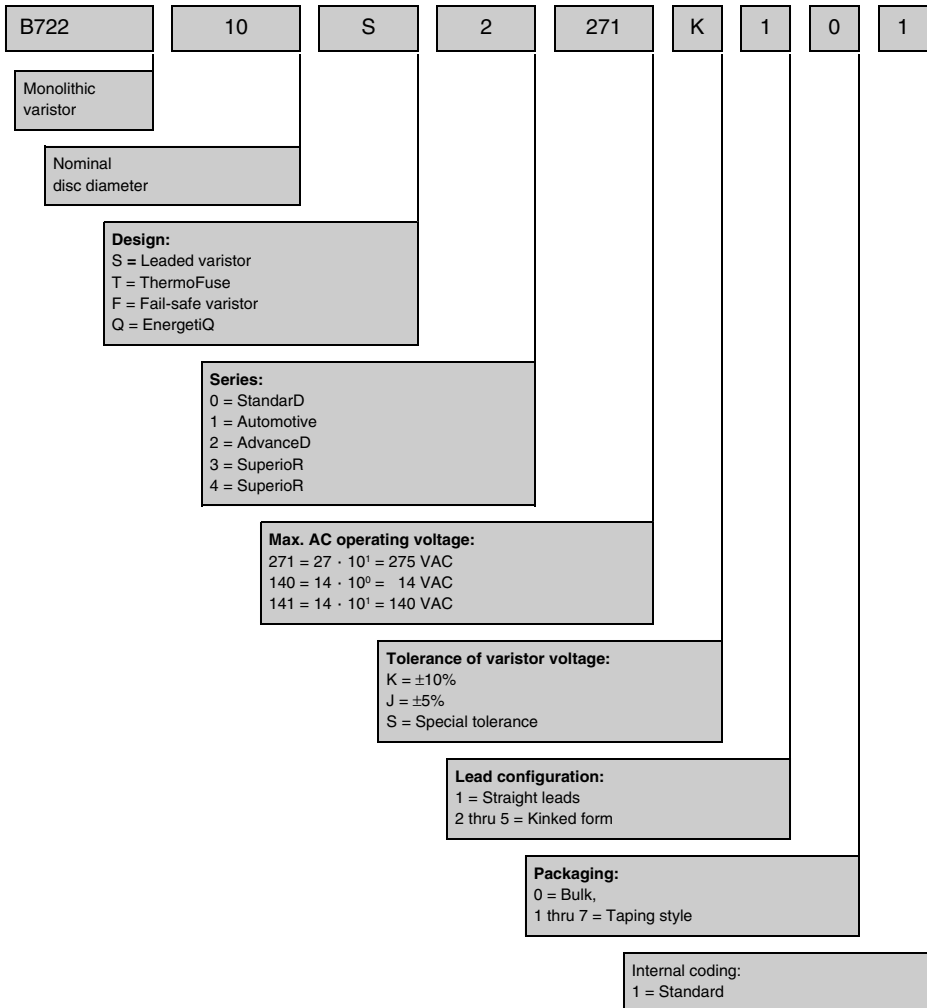 B722 10 S 2 271 K 1 0 1
Monolithic
varistor
Nominal
disc diameter
Design:
S = Leaded varistor
T = ThermoFuse
F = Fail-safe varistor
Q = EnergetiQ
Series:
0 = StandarD
1 = Automotive
2 = AdvanceD
3 = SuperioR
4 = SuperioR
Max. AC operating voltage:
271 = 27 · 10¹ = 275 VAC
140 = 14 · 10⁰ = 14 VAC
141 = 14 · 10¹ = 140 VAC
Tolerance of varistor voltage:
K = ±10%
J = ±5%
S = Special tolerance
Lead configuration:
1 = Straight leads
2 thru 5 = Kinked form
Packaging:
0 = Bulk,
1 thru 7 = Taping style
Internal coding:
1 = Standard